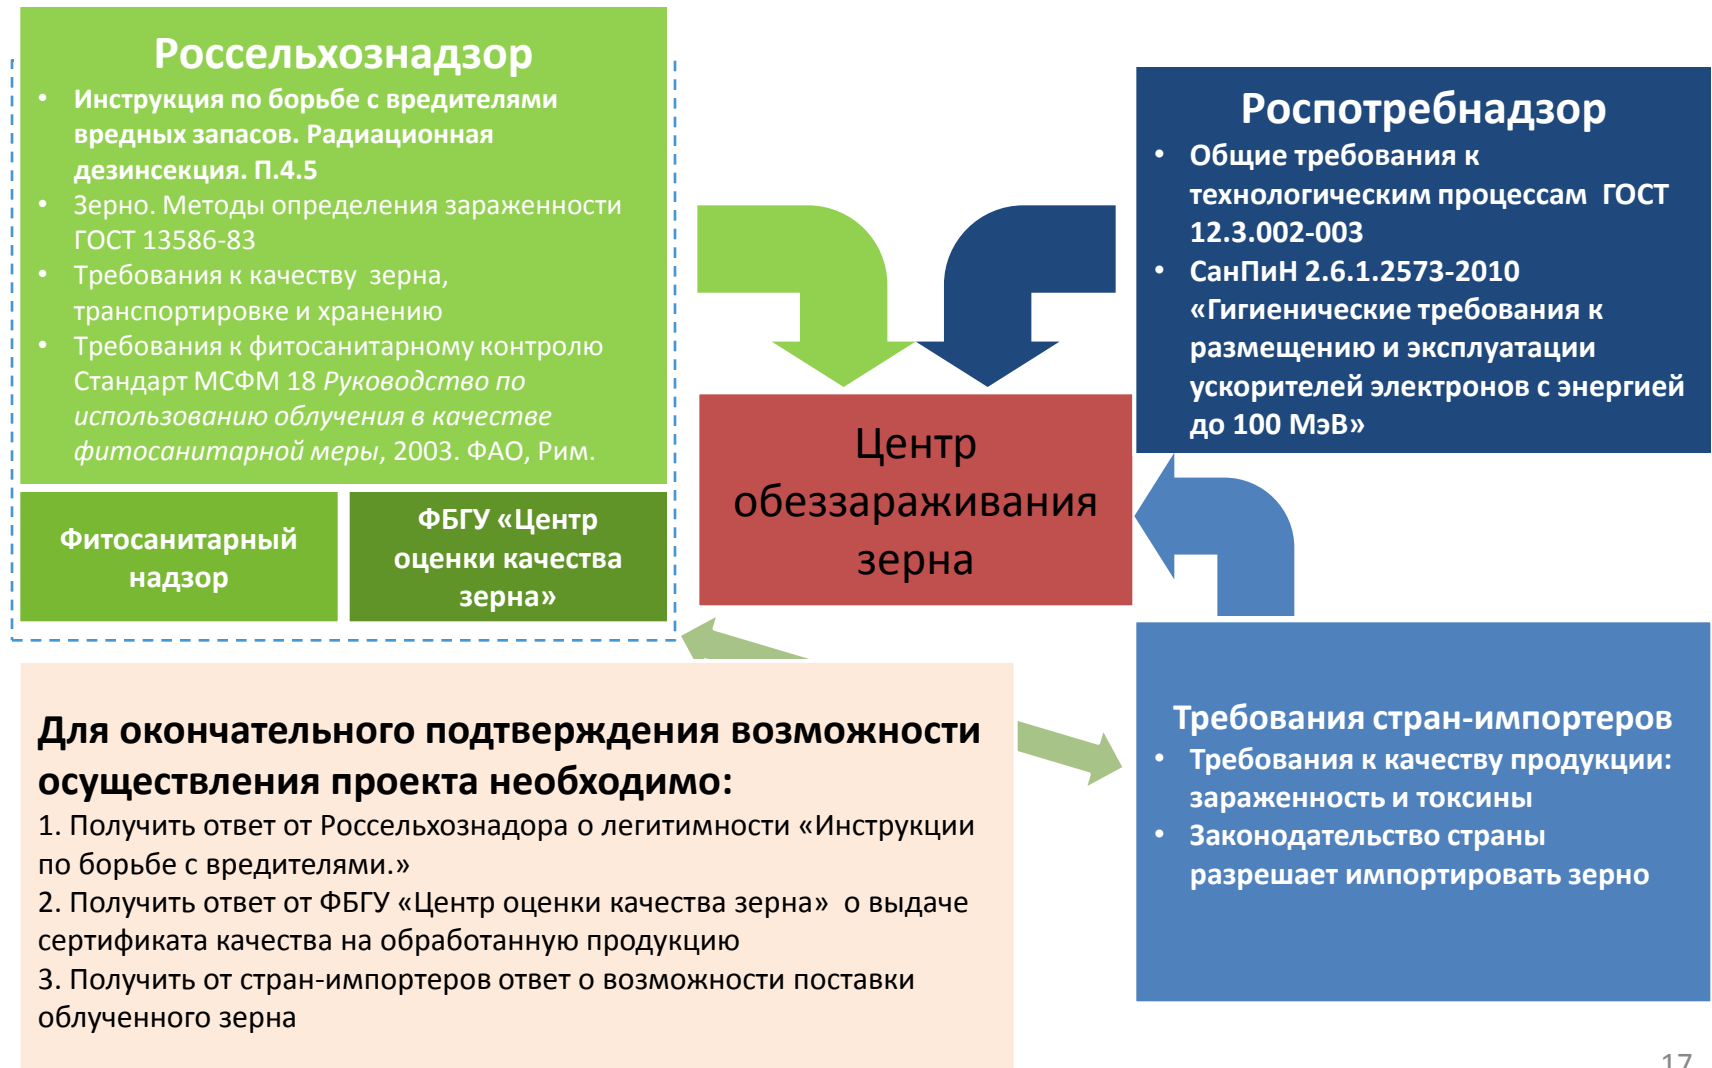 Россельхознадзор
• Инструкция по борьбе с вредителями
вредных запасов. Радиационная
дезинсекция. П.4.5
• Зерно. Методы определения зараженности
ГОСТ 13586-83
• Требования к качеству зерна,
транспортировке и хранению
• Требования к фитосанитарному контролю
Стандарт МСФМ 18 Руководство по
использованию облучения в качестве
фитосанитарной меры, 2003. ФАО, Рим.
Фитосанитарный
надзор
ФБГУ «Центр
оценки качества
зерна»
Центр
обеззараживания
зерна
Роспотребнадзор
• Общие требования к
технологическим процессам ГОСТ
12.3.002-003
• СанПиН 2.6.1.2573-2010
«Гигиенические требования к
размещению и эксплуатации
ускорителей электронов с энергией
до 100 МэВ»
Для окончательного подтверждения возможности
осуществления проекта необходимо:
1. Получить ответ от Россельхознадора о легитимности «Инструкции
по борьбе с вредителями.»
2. Получить ответ от ФБГУ «Центр оценки качества зерна» о выдаче
сертификата качества на обработанную продукцию
3. Получить от стран-импортеров ответ о возможности поставки
облученного зерна
Требования стран-импортеров
• Требования к качеству продукции:
зараженность и токсины
• Законодательство страны
разрешает импортировать зерно
17